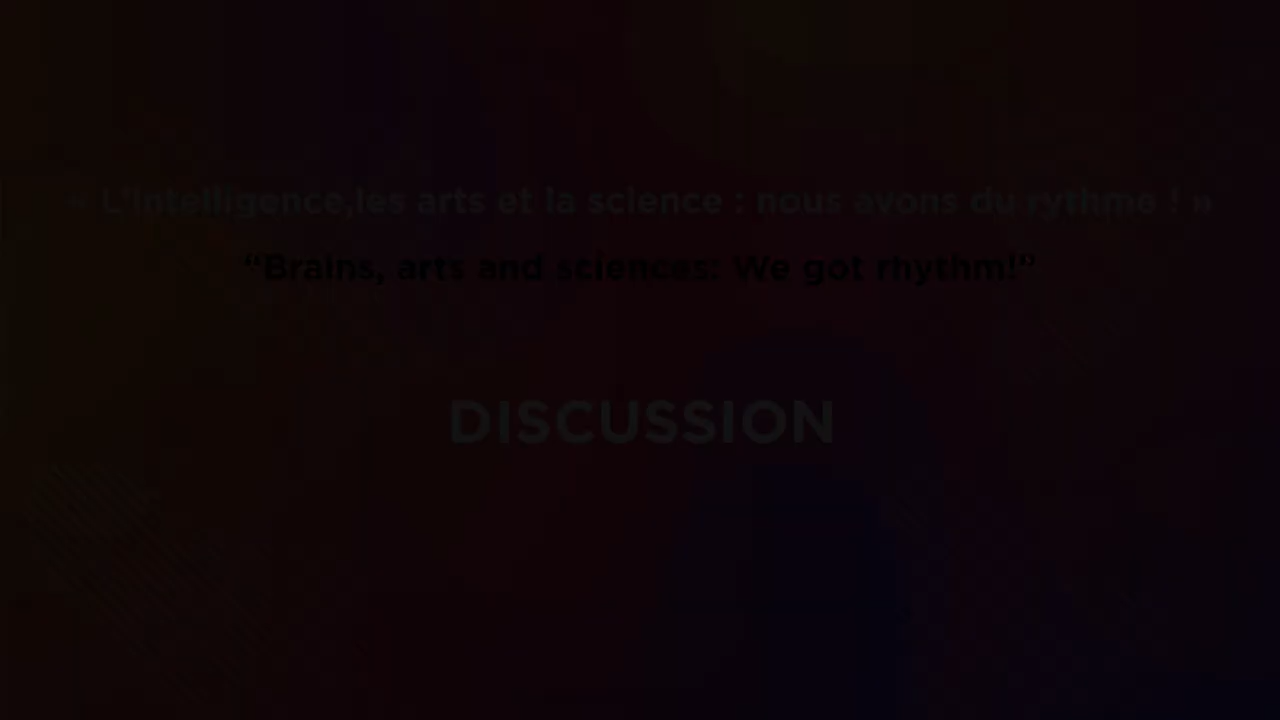 « L'intelligence,les arts et la science : nous avons du rythme ! »
“Brains, arts and sciences: We got rhythm!”
DISCUSSION